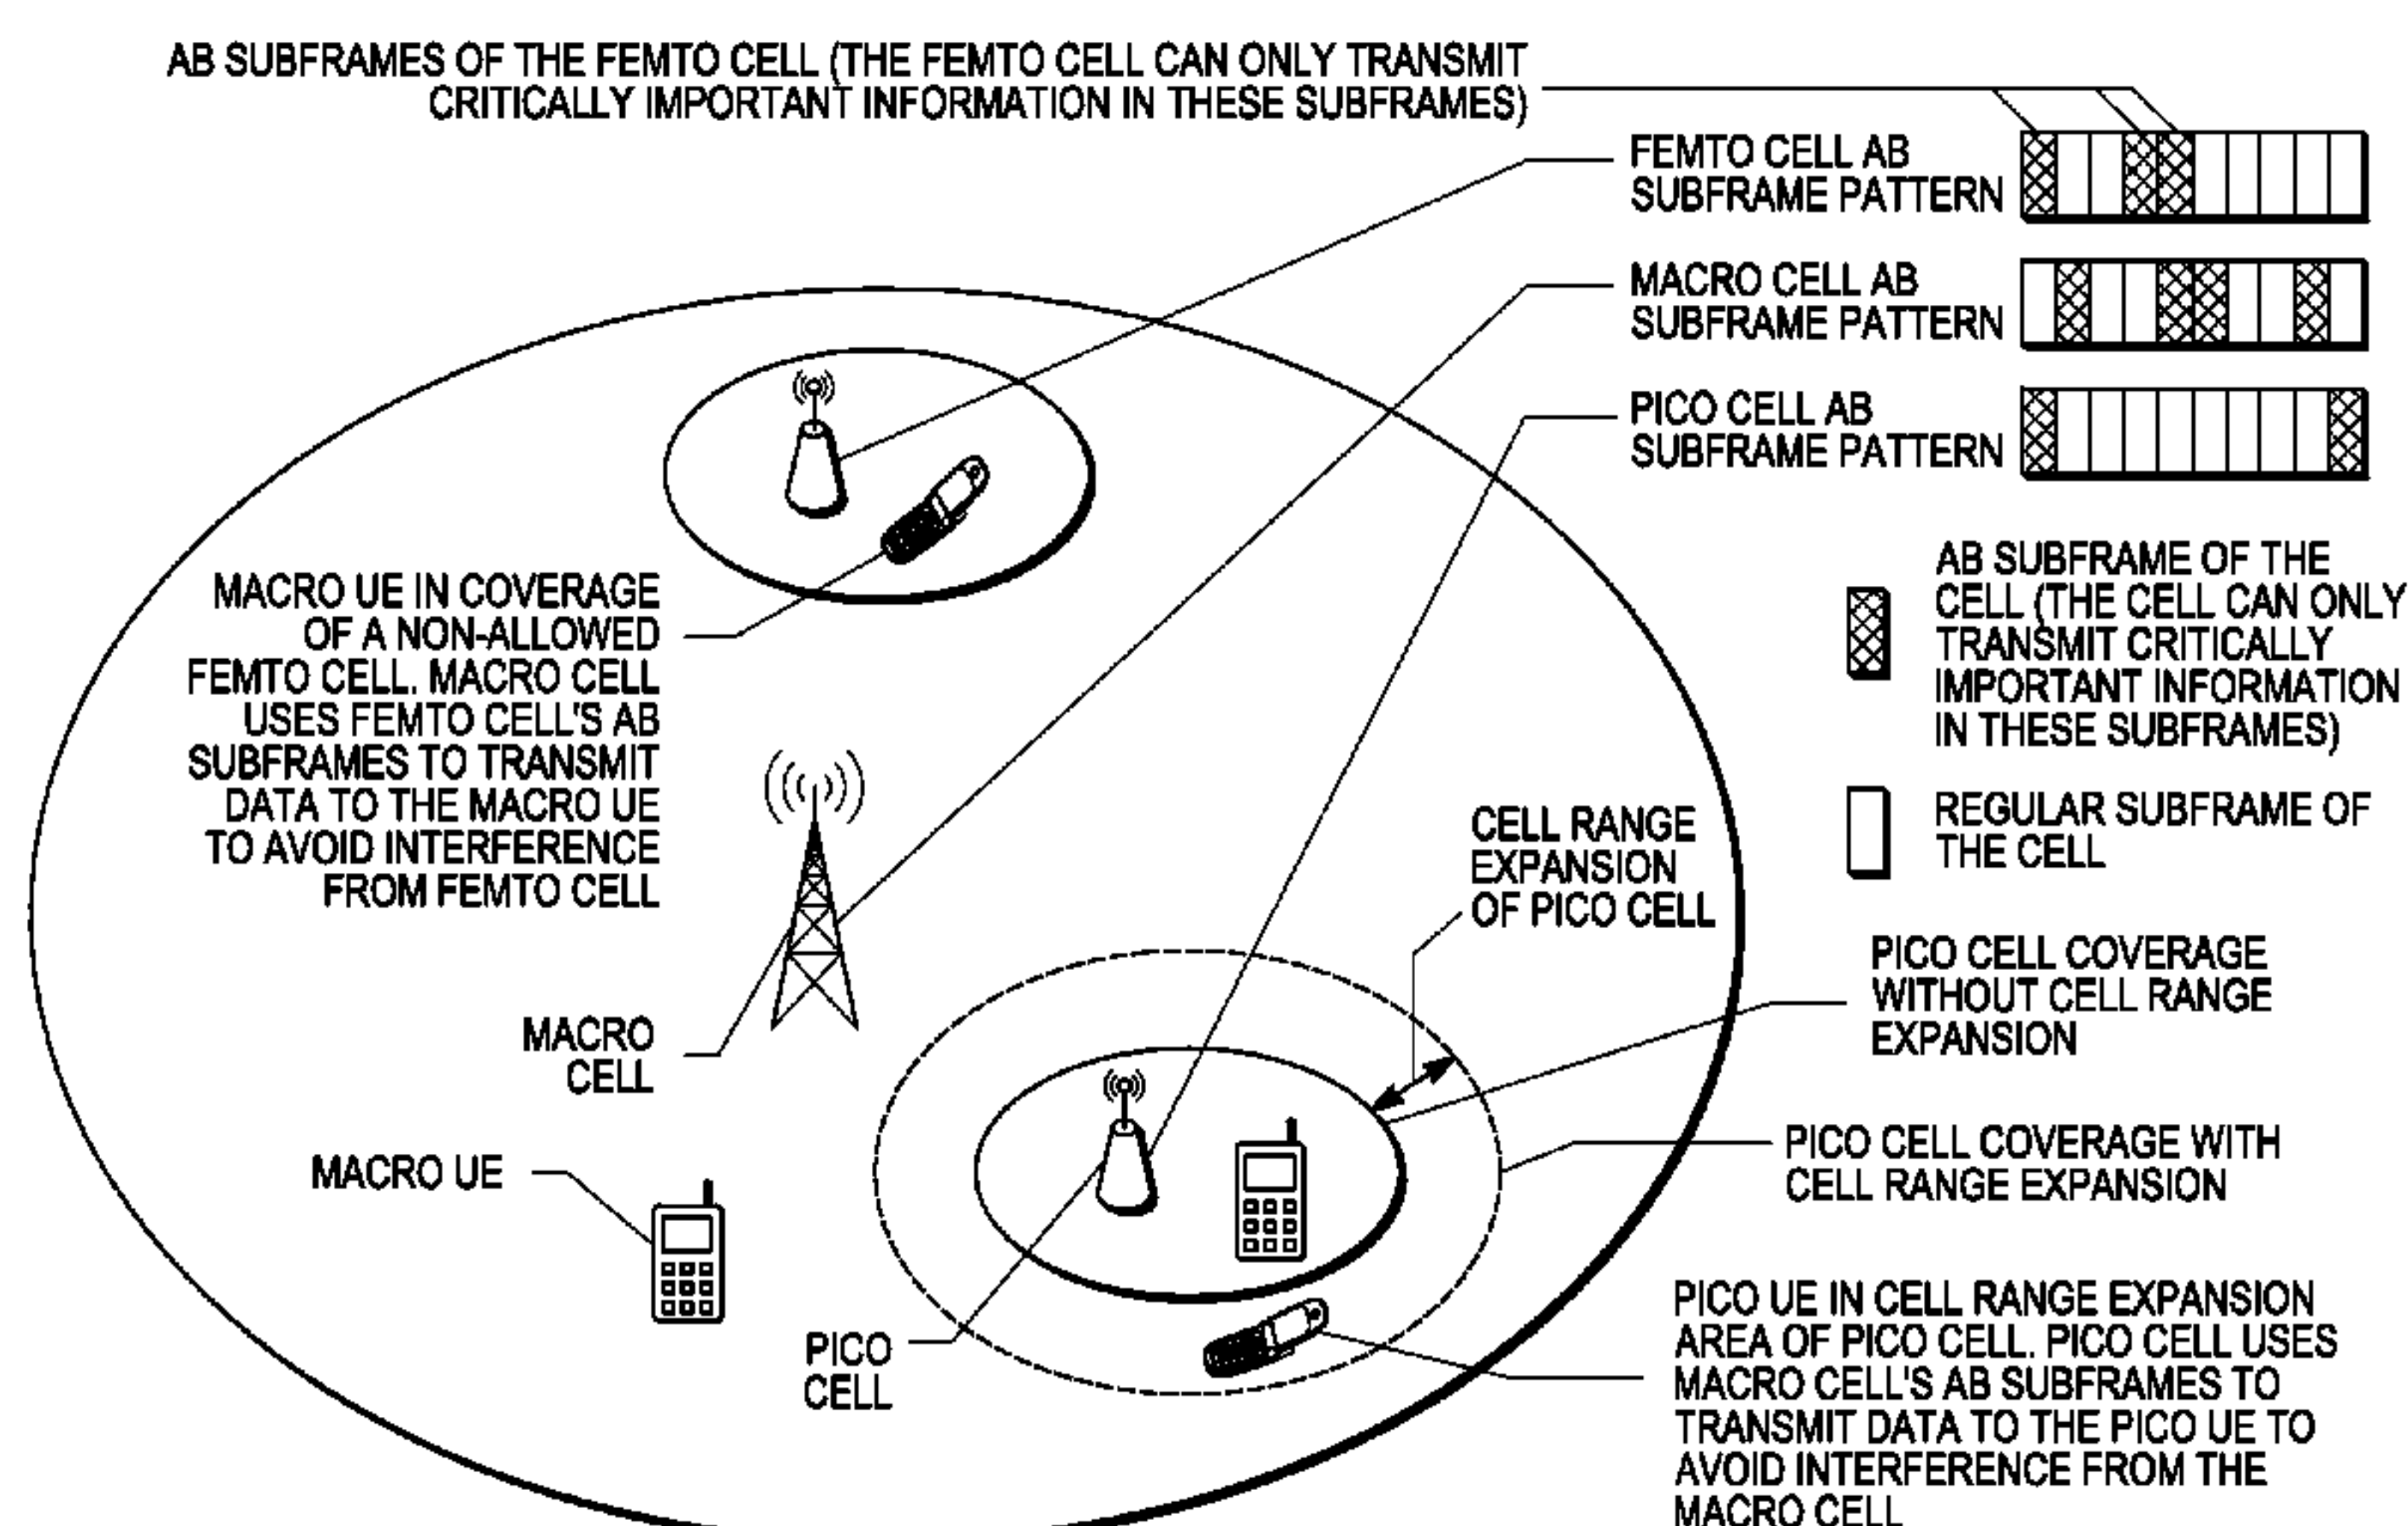 AB SUBFRAMES OF THE FEMTO CELL (THE FEMTO CELL CAN ONLY TRANSMIT
CRITICALLY IMPORTANT INFORMATION IN THESE SUBFRAMES)
FEMTO CELL AB
SUBFRAME PATTERN
MACRO CELL AB
SUBFRAME PATTERN
PICO CELL AB
SUBFRAME PATTERN
AB SUBFRAME OF THE
CELL (THE CELL CAN ONLY
TRANSMIT CRITICALLY
IMPORTANT INFORMATION
IN THESE SUBFRAMES)
REGULAR SUBFRAME OF
THE CELL
MACRO UE IN COVERAGE
OF A NON-ALLOWED
FEMTO CELL. MACRO CELL
USES FEMTO CELL'S AB
SUBFRAMES TO TRANSMIT
DATA TO THE MACRO UE
TO AVOID INTERFERENCE
FROM FEMTO CELL
CELL RANGE
EXPANSION
OF PICO CELL
PICO CELL COVERAGE
WITHOUT CELL RANGE
EXPANSION
MACRO
CELL
PICO CELL COVERAGE WITH
CELL RANGE EXPANSION
MACRO UE
PICO
CELL
PICO UE IN CELL RANGE EXPANSION
AREA OF PICO CELL. PICO CELL USES
MACRO CELL'S AB SUBFRAMES TO
TRANSMIT DATA TO THE PICO UE TO
AVOID INTERFERENCE FROM THE
MACRO CELL